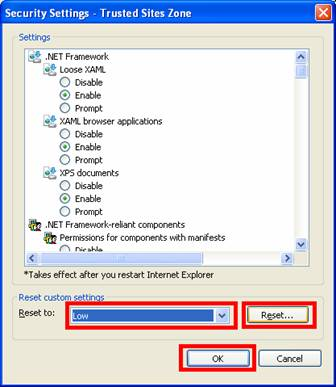 Security Settings - Trusted Sites Zone
Settings
.NET Framework
Loose XAML
Disable
Enable
Prompt
XAML browser applications
Disable
Enable
Prompt
XPS documents
Disable
Enable
Prompt
.NET Framework-reliant components
Permissions for components with manifests
Disable
*Takes effect after you restart Internet Explorer
Reset custom settings
Reset to: Low Reset...
OK Cancel